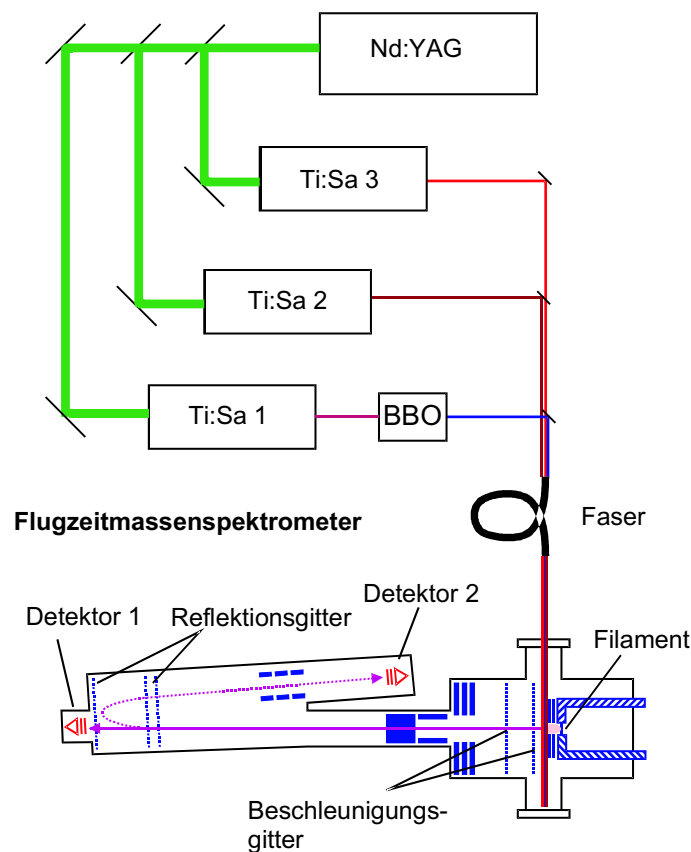 Nd:YAG
Ti:Sa 3
Ti:Sa 2
Ti:Sa 1
BBO
Flugzeitmassenspektrometer
Faser
Detektor 1
Reflektionsgitter
Detektor 2
Filament
Beschleunigungs-
gitter